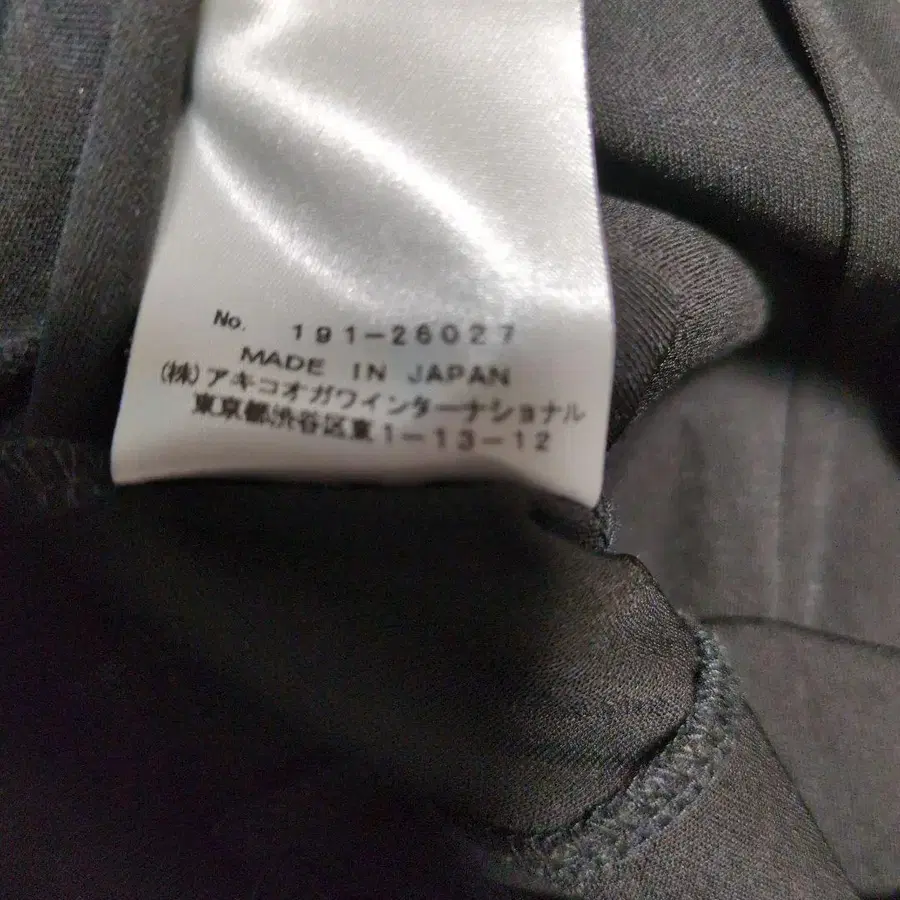 No. 191-26027
MADE IN JAPAN
(株)アキコオガワインターナショナル
東京都渋谷区東1-13-12